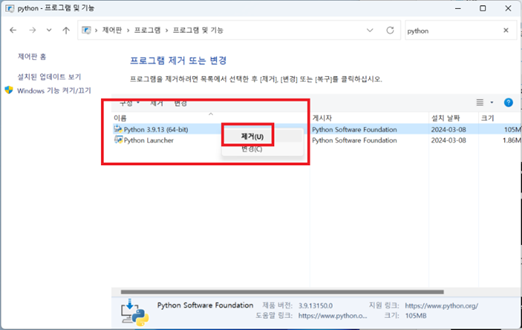 python - 프로그램 및 기능
제어판 > 프로그램 > 프로그램 및 기능
python
제어판 홈
설치된 업데이트 보기
Windows 기능 켜기/끄기
프로그램 제거 또는 변경
프로그램을 제거하려면 목록에서 선택한 후 [제거], [변경] 또는 [복구]를 클릭하십시오.
구성 제거 변경
이름 게시자 설치 날짜 크기
Python 3.9.13 (64-bit) Python Software Foundation 2024-03-08 105M
Python Launcher Python Software Foundation 2024-03-08 1.86M
제거(U)
변경(C)
Python Software Foundation 제품 버전: 3.9.13150.0 지원 링크: https://www.python.org/
도움말 링크: https://www.python.o... 크기: 105MB